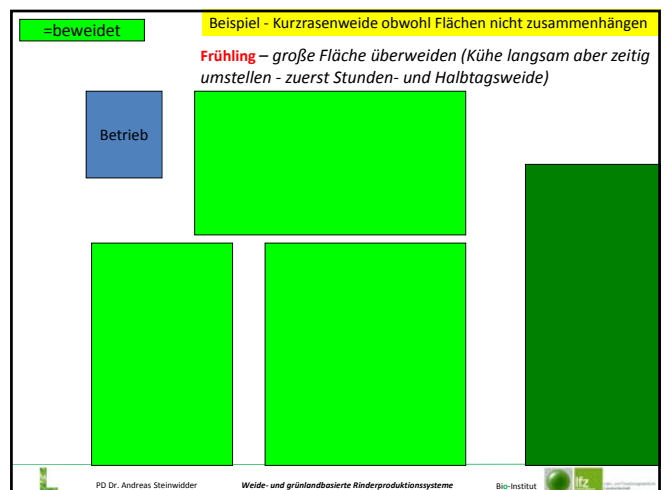 =beweidet
Beispiel - Kurzrasenweide obwohl Flächen nicht zusammenhängen
Frühling – große Fläche überweiden (Kühe langsam aber zeitig
umstellen - zuerst Stunden- und Halbtagsweide)
Betrieb
PD Dr. Andreas Steinwidder
Weide- und grünlandbasierte Rinderproduktionssysteme
Bio-Institut
lfz